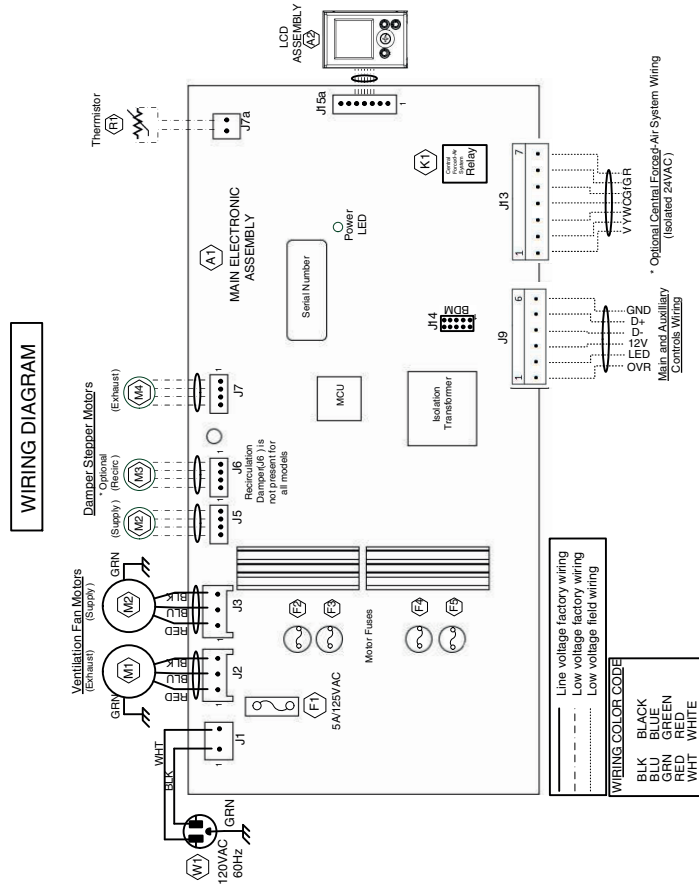 WIRING DIAGRAM
LCD
ASSEMBLY
A2
Thermistor
R1
J7a
J15a
1
A1
MAIN ELECTRONIC
ASSEMBLY
Serial Number
Power
LED
K1
Central
Forced-Air
System
Relay
J13
1
7
V Y W C G f G R
* Optional Central Forced-Air System Wiring
(Isolated 24VAC)
J14
BDM
J9
1
6
GND
D+
D-
12V
LED
OVR
Main and Auxilliary
Controls Wiring
MCU
Isolation
Transformer
Damper Stepper Motors
(Exhaust)
M4
* Optional
(Recirc)
M3
(Supply)
M2
1
J7
1
J6
1
J5
Recirculation
Damper(J6 ) is
not present for
all models
Ventilation Fan Motors
(Supply )
M2
GRN
(Exhaust)
M1
GRN
RED
BLU
BLK
1
J3
RED
BLU
BLK
1
J2
J1
1
WHT
BLK
W1
120VAC
60Hz
GRN
F1
5A/125VAC
F2
F3
Motor Fuses
F4
F5
Line voltage factory wiring
Low voltage factory wiring
Low voltage field wiring
WIRING COLOR CODE
BLK BLACK
BLU BLUE
GRN GREEN
RED RED
WHT WHITE